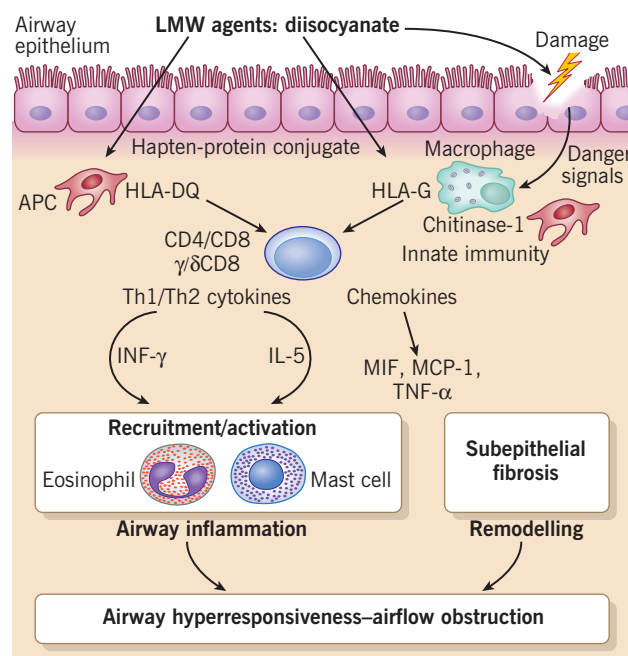 Airway
epithelium
LMW agents: diisocyanate
Damage
Hapten-protein conjugate
Macrophage
Danger
signals
APC
HLA-DQ
HLA-G
Chitinase-1
Innate immunity
CD4/CD8
γ/δCD8
Th1/Th2 cytokines
Chemokines
INF-γ
IL-5
MIF, MCP-1,
TNF-α
Recruitment/activation
Eosinophil
Mast cell
Subepithelial
fibrosis
Airway inflammation
Remodelling
Airway hyperresponsiveness–airflow obstruction